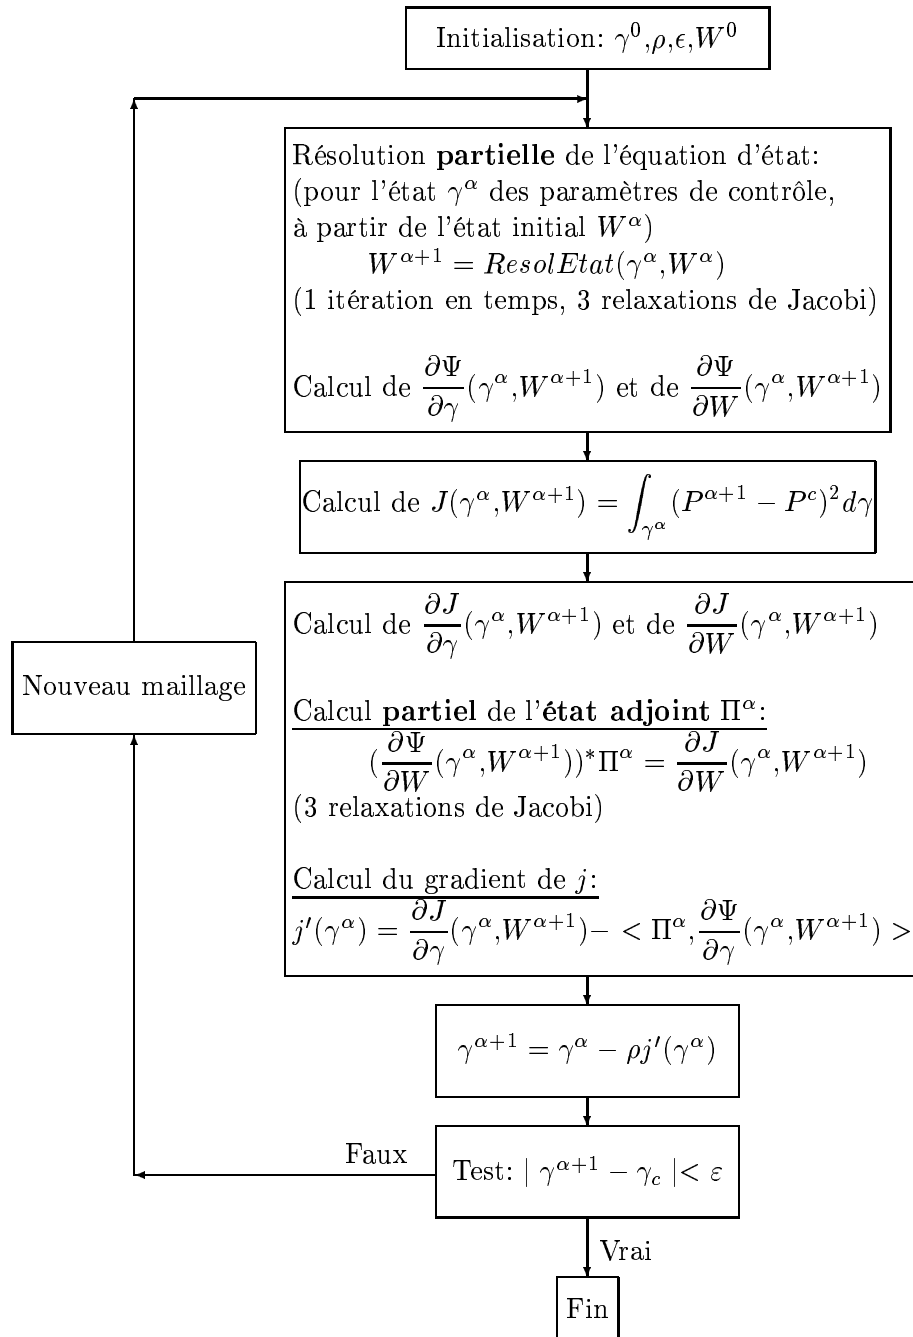 Initialisation: γ⁰,ρ,ϵ,W⁰
Résolution partielle de l'équation d'état:
(pour l'état γ^α des paramètres de contrôle,
à partir de l'état initial W^α)
W^{α+1} = ResolEtat(γ^α,W^α)
(1 itération en temps, 3 relaxations de Jacobi)
Calcul de ∂Ψ/∂γ(γ^α,W^{α+1}) et de ∂Ψ/∂W(γ^α,W^{α+1})
Calcul de J(γ^α,W^{α+1}) = ∫_{γ^α}(P^{α+1} − P^c)²dγ
Calcul de ∂J/∂γ(γ^α,W^{α+1}) et de ∂J/∂W(γ^α,W^{α+1})
Nouveau maillage
Calcul partiel de l'état adjoint Π^α:
(∂Ψ/∂W(γ^α,W^{α+1}))*Π^α = ∂J/∂W(γ^α,W^{α+1})
(3 relaxations de Jacobi)
Calcul du gradient de j:
j′(γ^α) = ∂J/∂γ(γ^α,W^{α+1})− < Π^α,∂Ψ/∂γ(γ^α,W^{α+1}) >
γ^{α+1} = γ^α − ρj′(γ^α)
Faux
Test: | γ^{α+1} − γ_c |< ε
Vrai
Fin